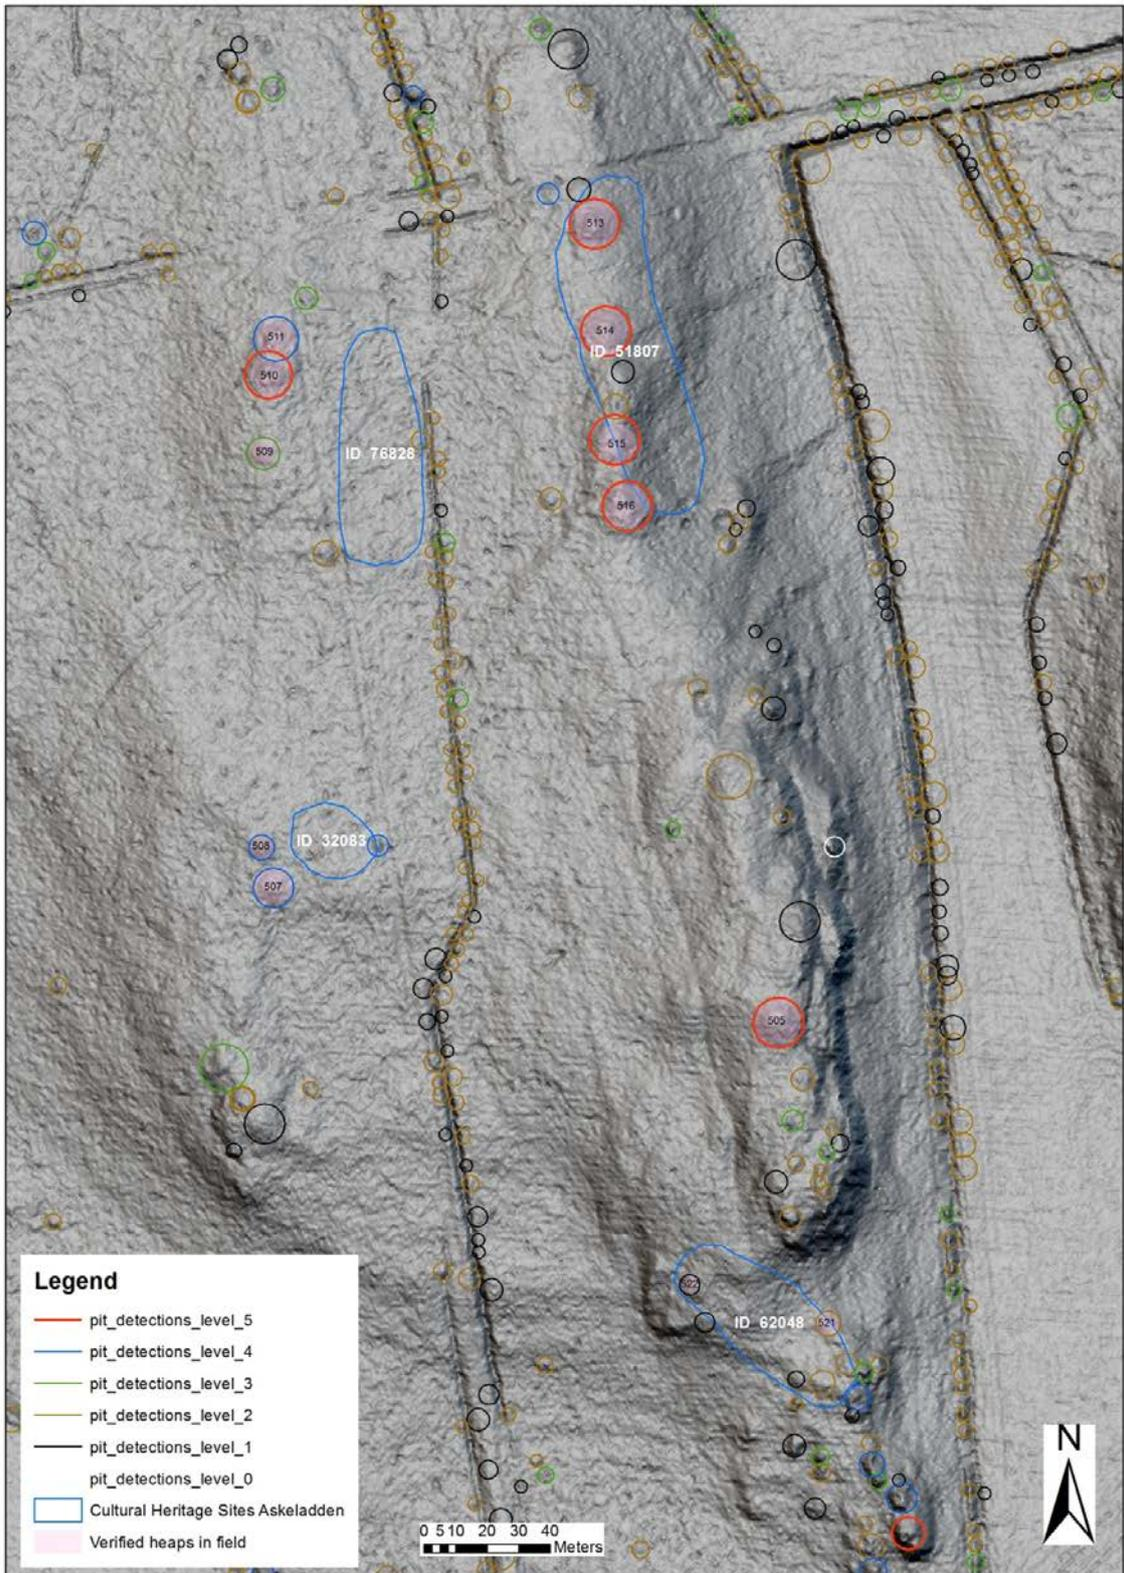 513
514
ID_51807
511
510
ID_76828
509
515
516
ID_32083
508
507
505
522
ID_62048
521
Legend
pit_detections_level_5
pit_detections_level_4
pit_detections_level_3
pit_detections_level_2
pit_detections_level_1
pit_detections_level_0
Cultural Heritage Sites Askeladden
Verified heaps in field
0 5 10 20 30 40
Meters
N